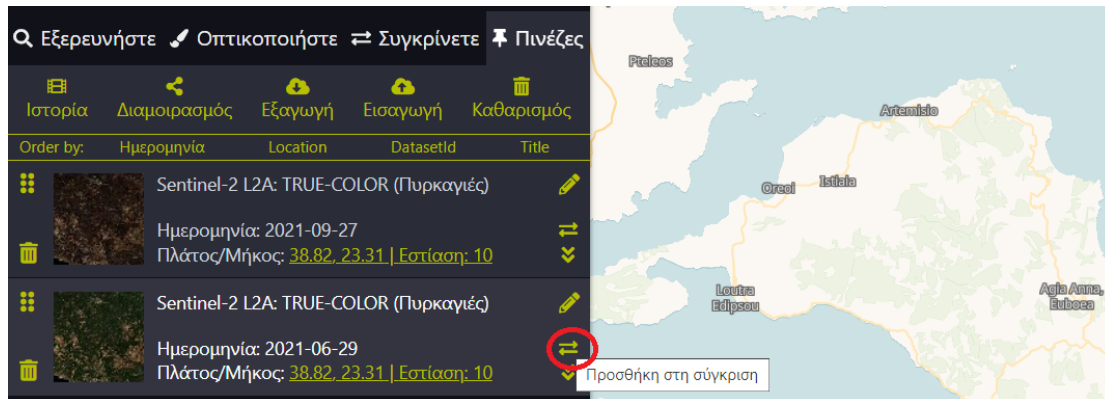 Εξερευνήστε Οπτικοποιήστε Συγκρίνετε Πινέζες
Ιστορία Διαμοιρασμός Εξαγωγή Εισαγωγή Καθαρισμός
Order by: Ημερομηνία Location DatasetId Title
Sentinel-2 L2A: TRUE-COLOR (Πυρκαγιές)
Ημερομηνία: 2021-09-27
Πλάτος/Μήκος: 38.82, 23.31 | Εστίαση: 10
Sentinel-2 L2A: TRUE-COLOR (Πυρκαγιές)
Ημερομηνία: 2021-06-29
Πλάτος/Μήκος: 38.82, 23.31 | Εστίαση: 10
Προσθήκη στη σύγκριση
Pteleos
Artemisio
Oreoi
Istiaia
Loutra
Edipsou
Agia Anna,
Euboea